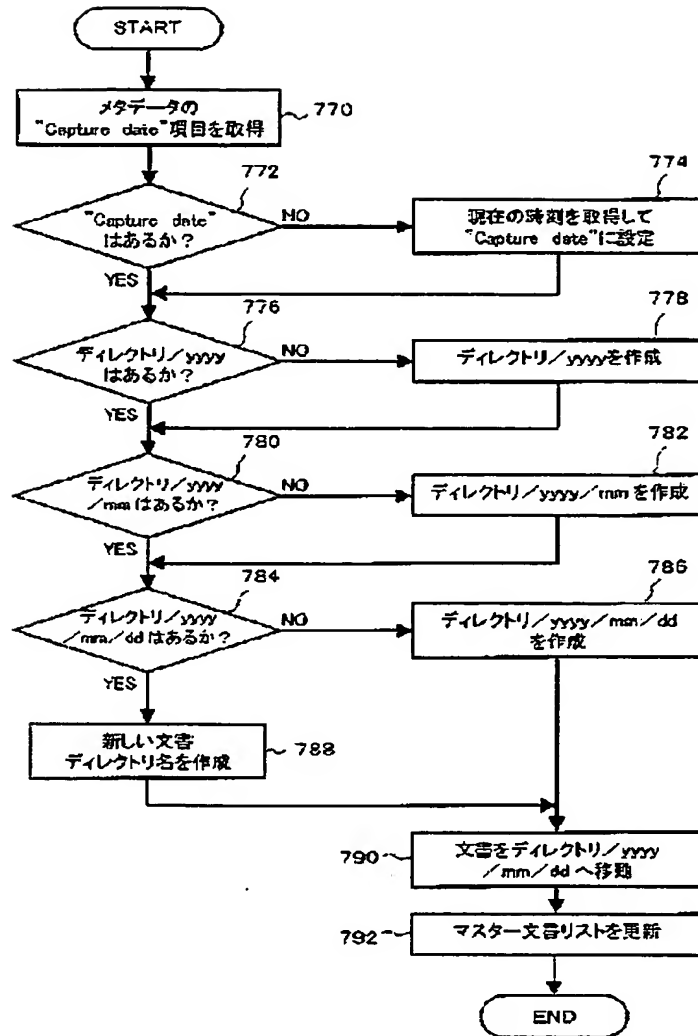 START
メタデータの
"Capture date"項目を取得
770
772
"Capture date"
はあるか?
NO
774
現在の時刻を取得して
"Capture date"に設定
YES
776
ディレクトリ/yyyy
はあるか?
NO
778
ディレクトリ/yyyyを作成
YES
780
ディレクトリ/yyyy
/mmはあるか?
NO
782
ディレクトリ/yyyy/mmを作成
YES
784
ディレクトリ/yyyy
/mm/ddはあるか?
NO
786
ディレクトリ/yyyy/mm/dd
を作成
YES
新しい文書
ディレクトリ名を作成
788
790
文書をディレクトリ/yyyy
/mm/ddへ移動
792
マスター文書リストを更新
END